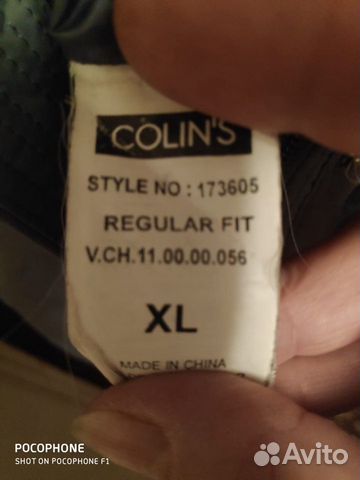 COLIN'S
STYLE NO : 173605
REGULAR FIT
V.CH.11.00.00.056
XL
MADE IN CHINA
POCOPHONE
SHOT ON POCOPHONE F1
Avito